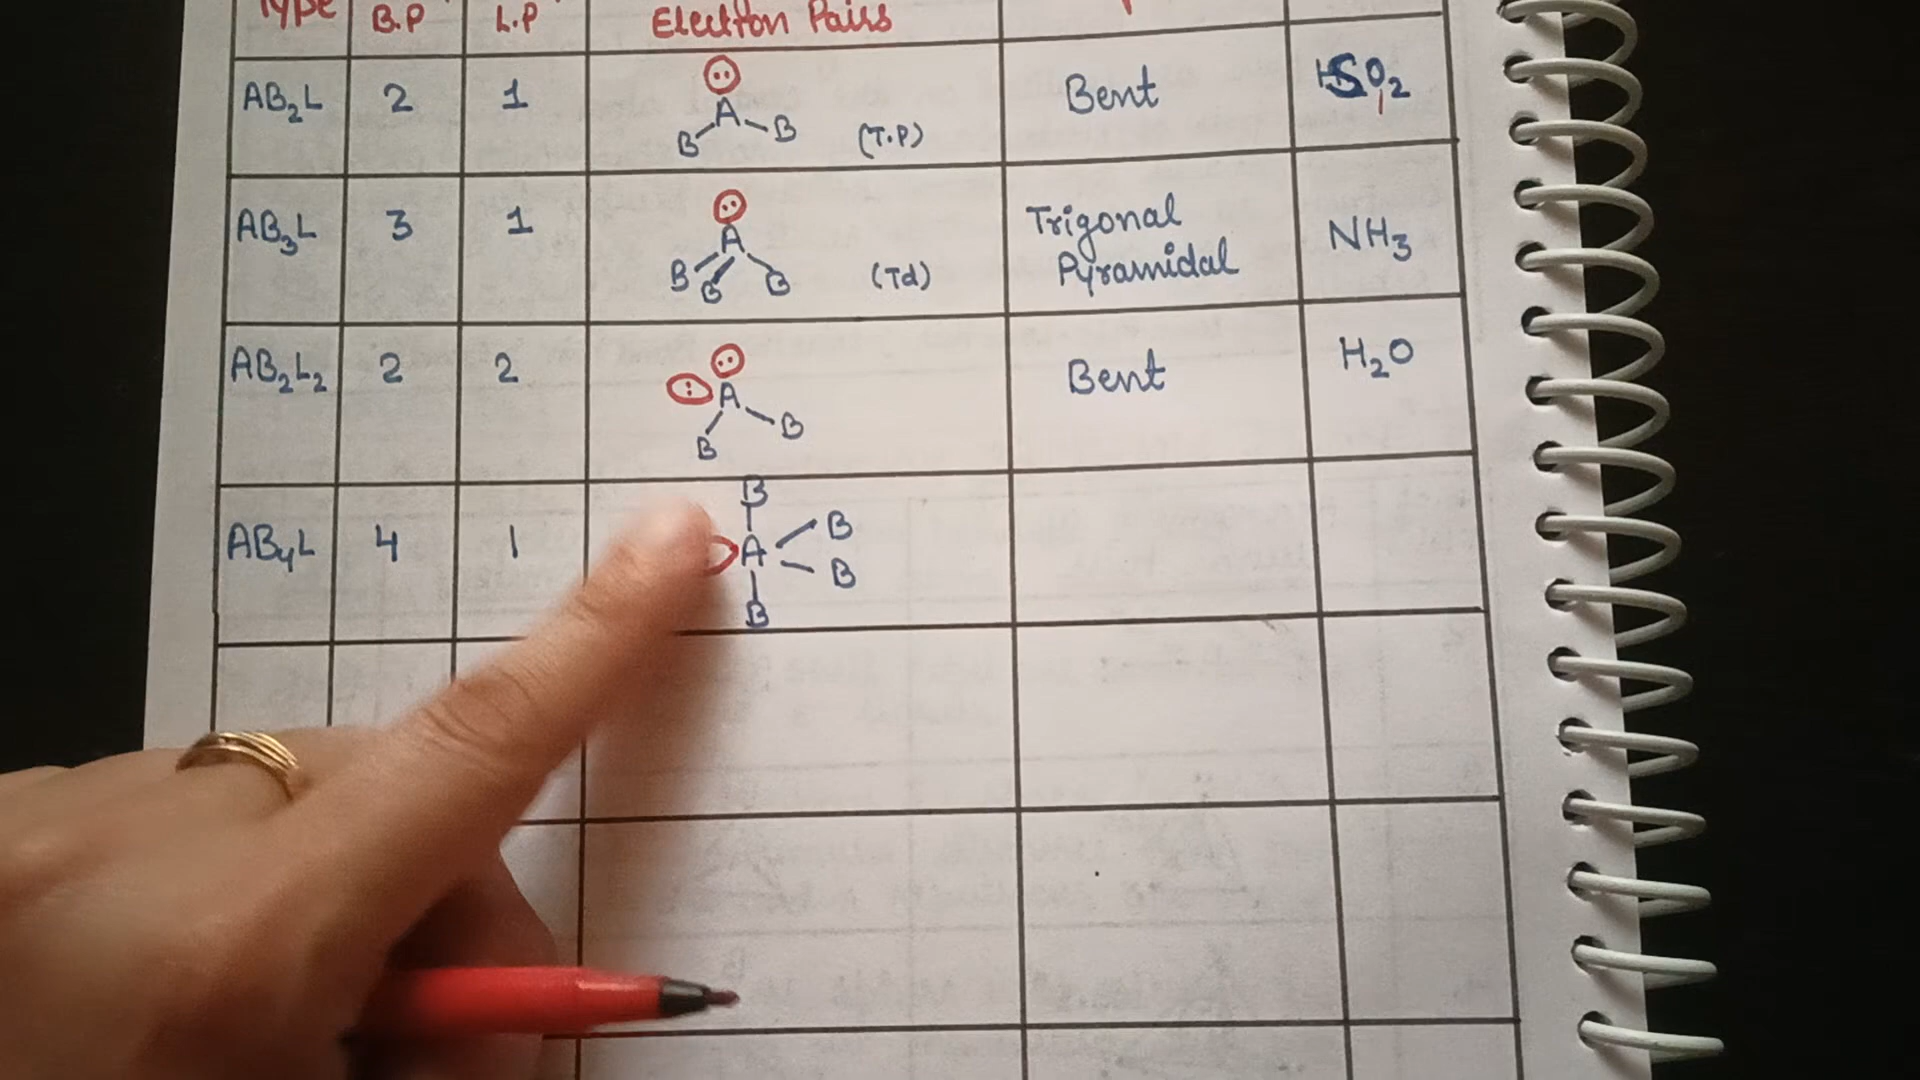 Type B.P L.P Electron Pairs
AB2L 2 1 A B B (T.P) Bent SO2
AB3L 3 1 A B B B (Td) Trigonal Pyramidal NH3
AB2L2 2 2 A B B Bent H2O
AB4L 4 1 B A B B B